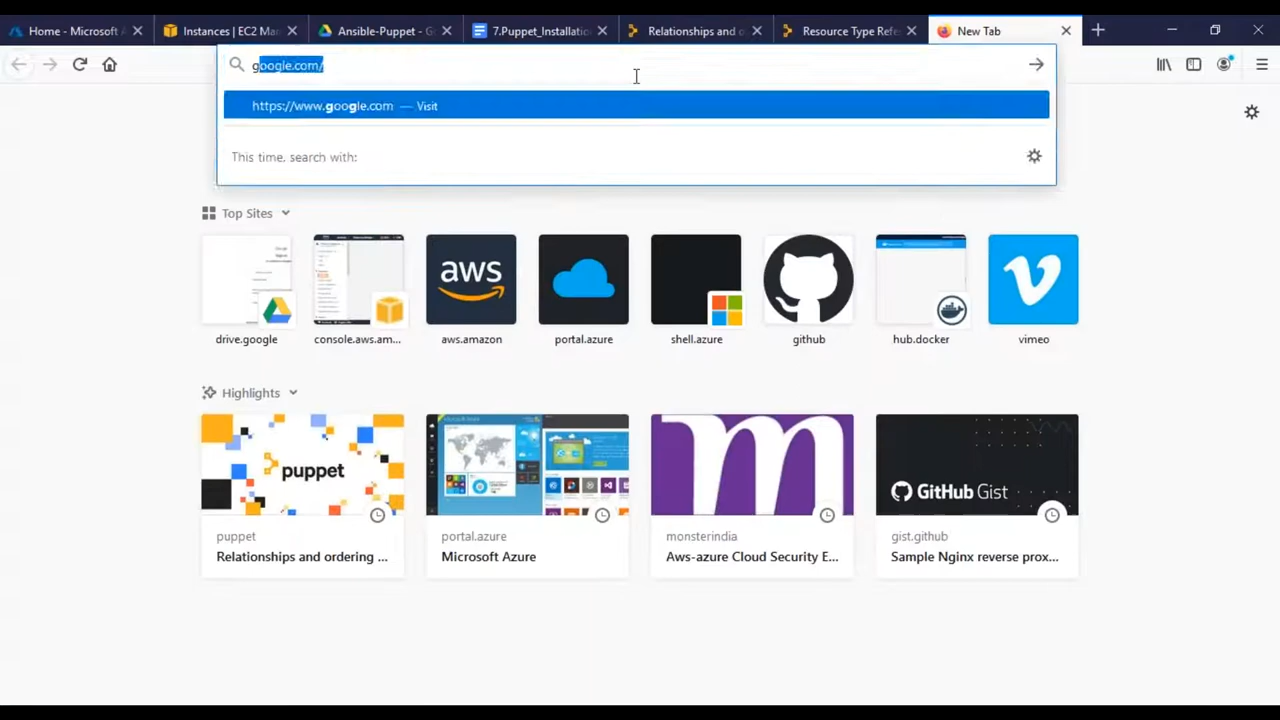 Home - Microsoft A
Instances | EC2 Man
Ansible-Puppet - Go
7.Puppet_Installatio
Relationships and o
Resource Type Refe
New Tab
google.com/
https://www.google.com — Visit
This time, search with:
Top Sites
aws
drive.google
console.aws.am...
aws.amazon
portal.azure
shell.azure
github
hub.docker
vimeo
Highlights
puppet
m
GitHub Gist
puppet
portal.azure
monsterindia
gist.github
Relationships and ordering ...
Microsoft Azure
Aws-azure Cloud Security E...
Sample Nginx reverse prox...